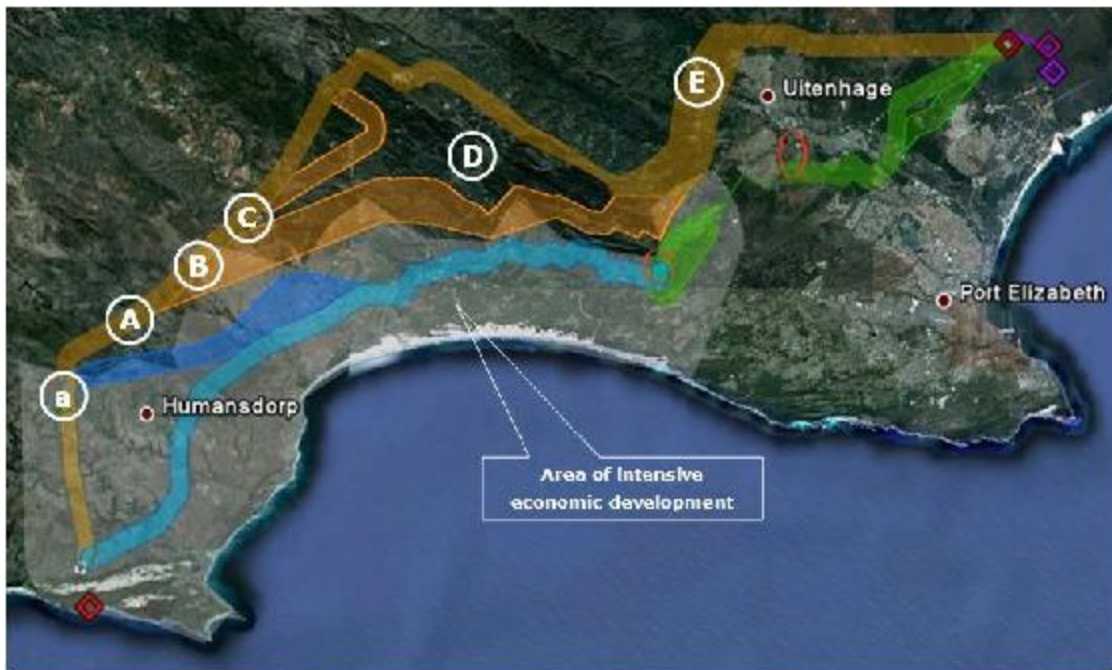 E
Uitenhage
D
C
B
Port Elizabeth
A
a
Humansdorp
Area of intensive
economic development